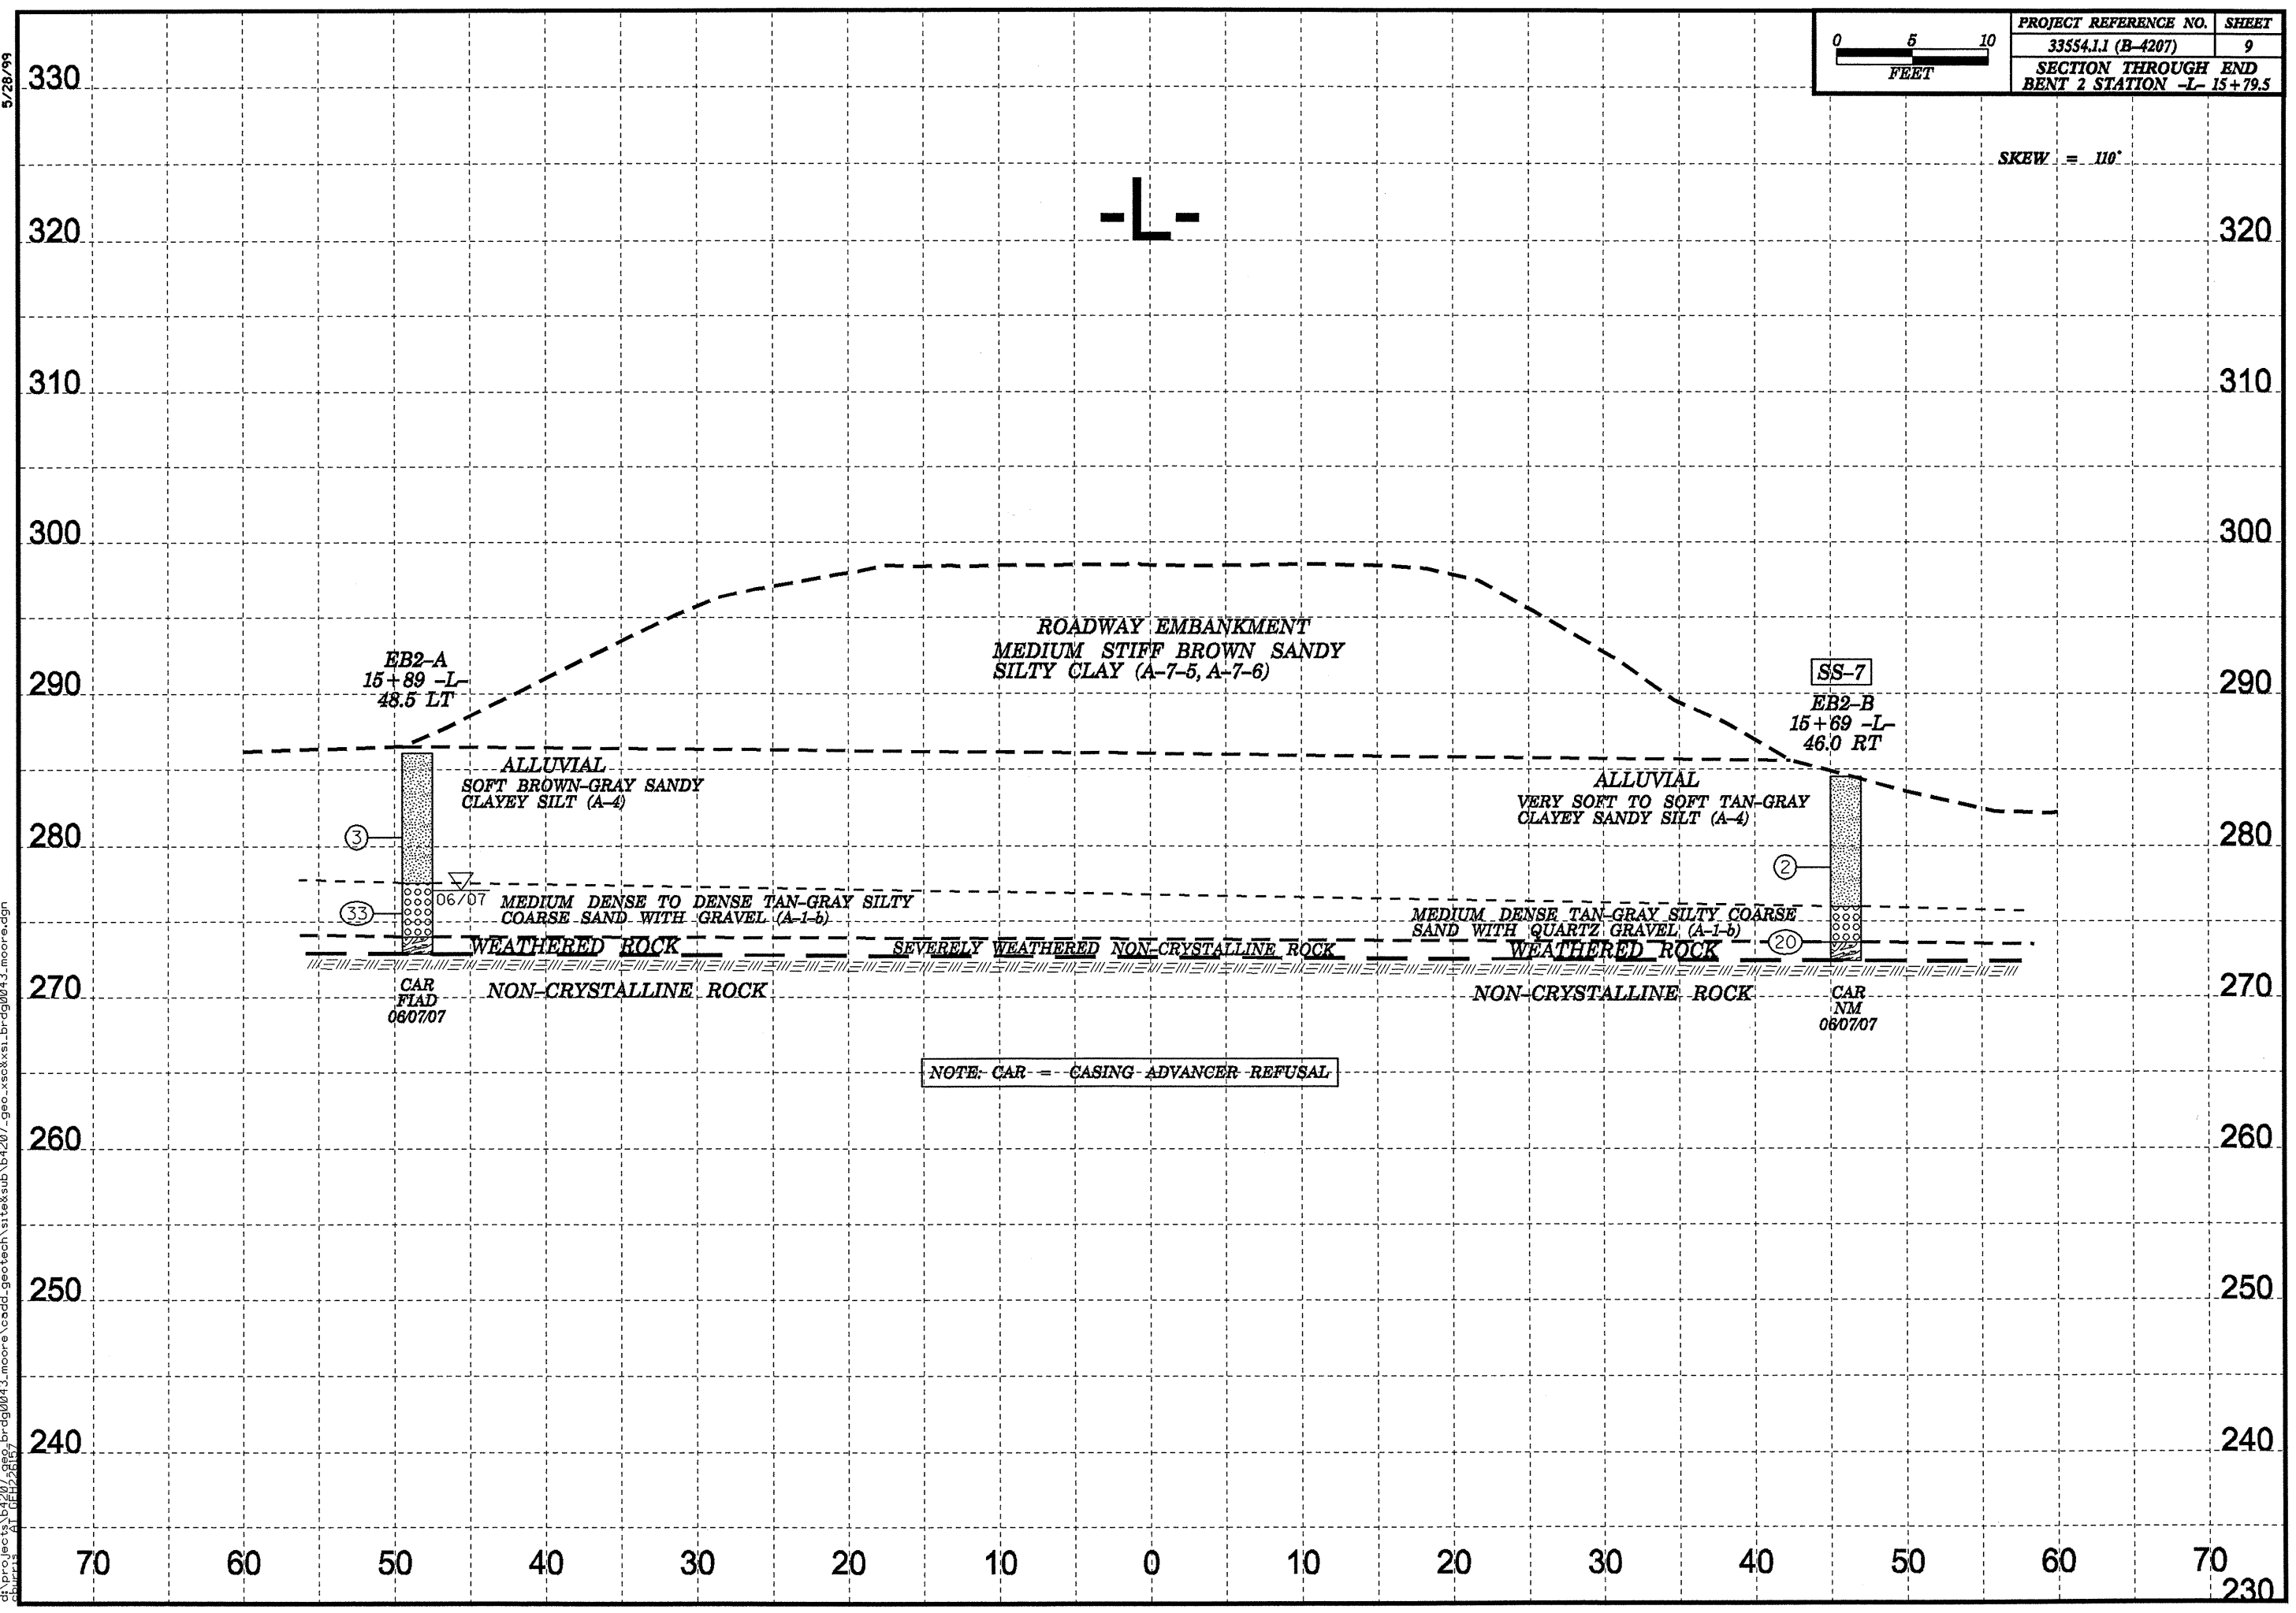 5/28/99
0 5 10
FEET
PROJECT REFERENCE NO. SHEET
33554.1.1 (B-4207) 9
SECTION THROUGH END
BENT 2 STATION -L- 15+79.5
SKEW = 110°
-L-
330
320 320
310 310
300 300
290 290
280 280
270 270
260 260
250 250
240 240
230
ROADWAY EMBANKMENT
MEDIUM STIFF BROWN SANDY
SILTY CLAY (A-7-5, A-7-6)
EB2-A
15+89 -L-
48.5 LT
SS-7
EB2-B
15+69 -L-
46.0 RT
ALLUVIAL
SOFT BROWN-GRAY SANDY
CLAYEY SILT (A-4)
ALLUVIAL
VERY SOFT TO SOFT TAN-GRAY
CLAYEY SANDY SILT (A-4)
3
2
33
20
06/07
MEDIUM DENSE TO DENSE TAN-GRAY SILTY
COARSE SAND WITH GRAVEL (A-1-b)
MEDIUM DENSE TAN-GRAY SILTY COARSE
SAND WITH QUARTZ GRAVEL (A-1-b)
WEATHERED ROCK
SEVERELY WEATHERED NON-CRYSTALLINE ROCK
WEATHERED ROCK
CAR
FIAD
06/07/07
NON-CRYSTALLINE ROCK
NON-CRYSTALLINE ROCK
CAR
NM
06/07/07
NOTE: CAR = CASING ADVANCER REFUSAL
70 60 50 40 30 20 10 0 10 20 30 40 50 60 70